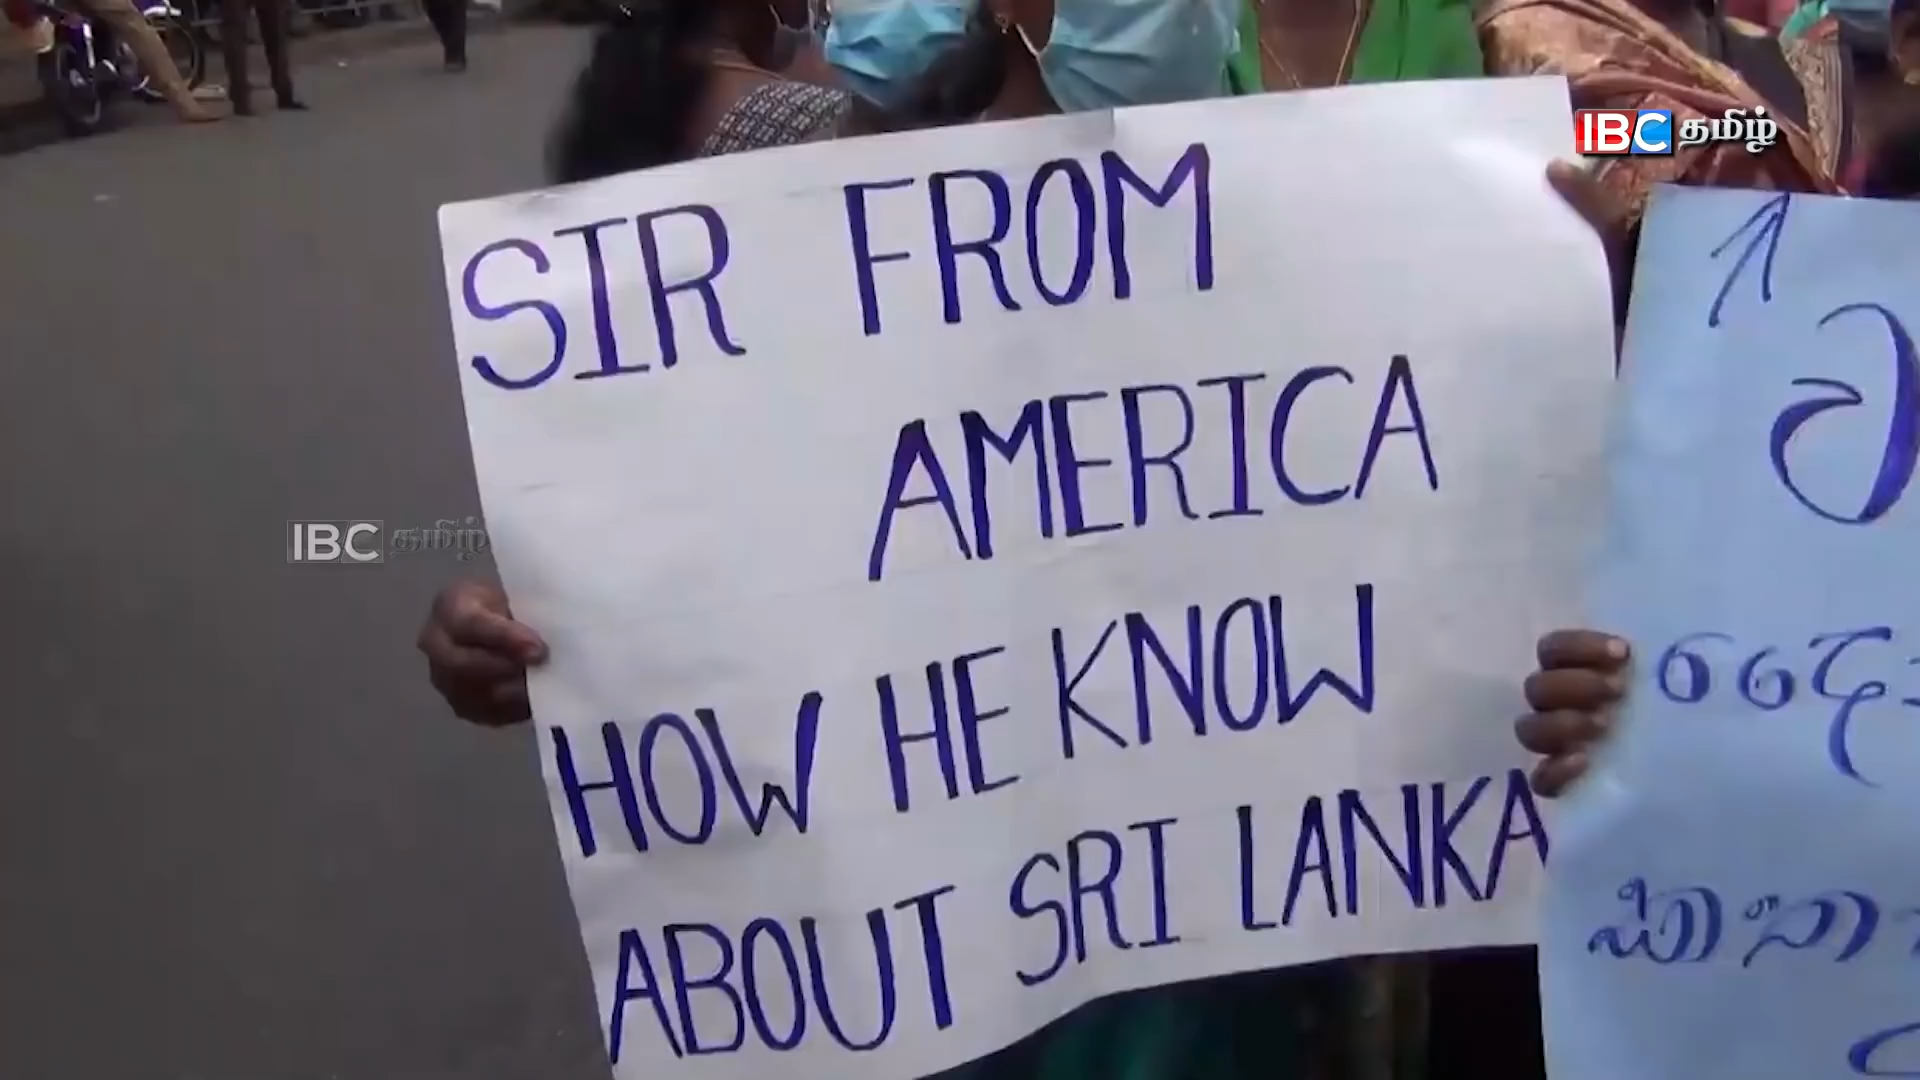 IBC தமிழ்
SIR FROM
AMERICA
HOW HE KNOW
ABOUT SRI LANKA
IBC தமிழ்